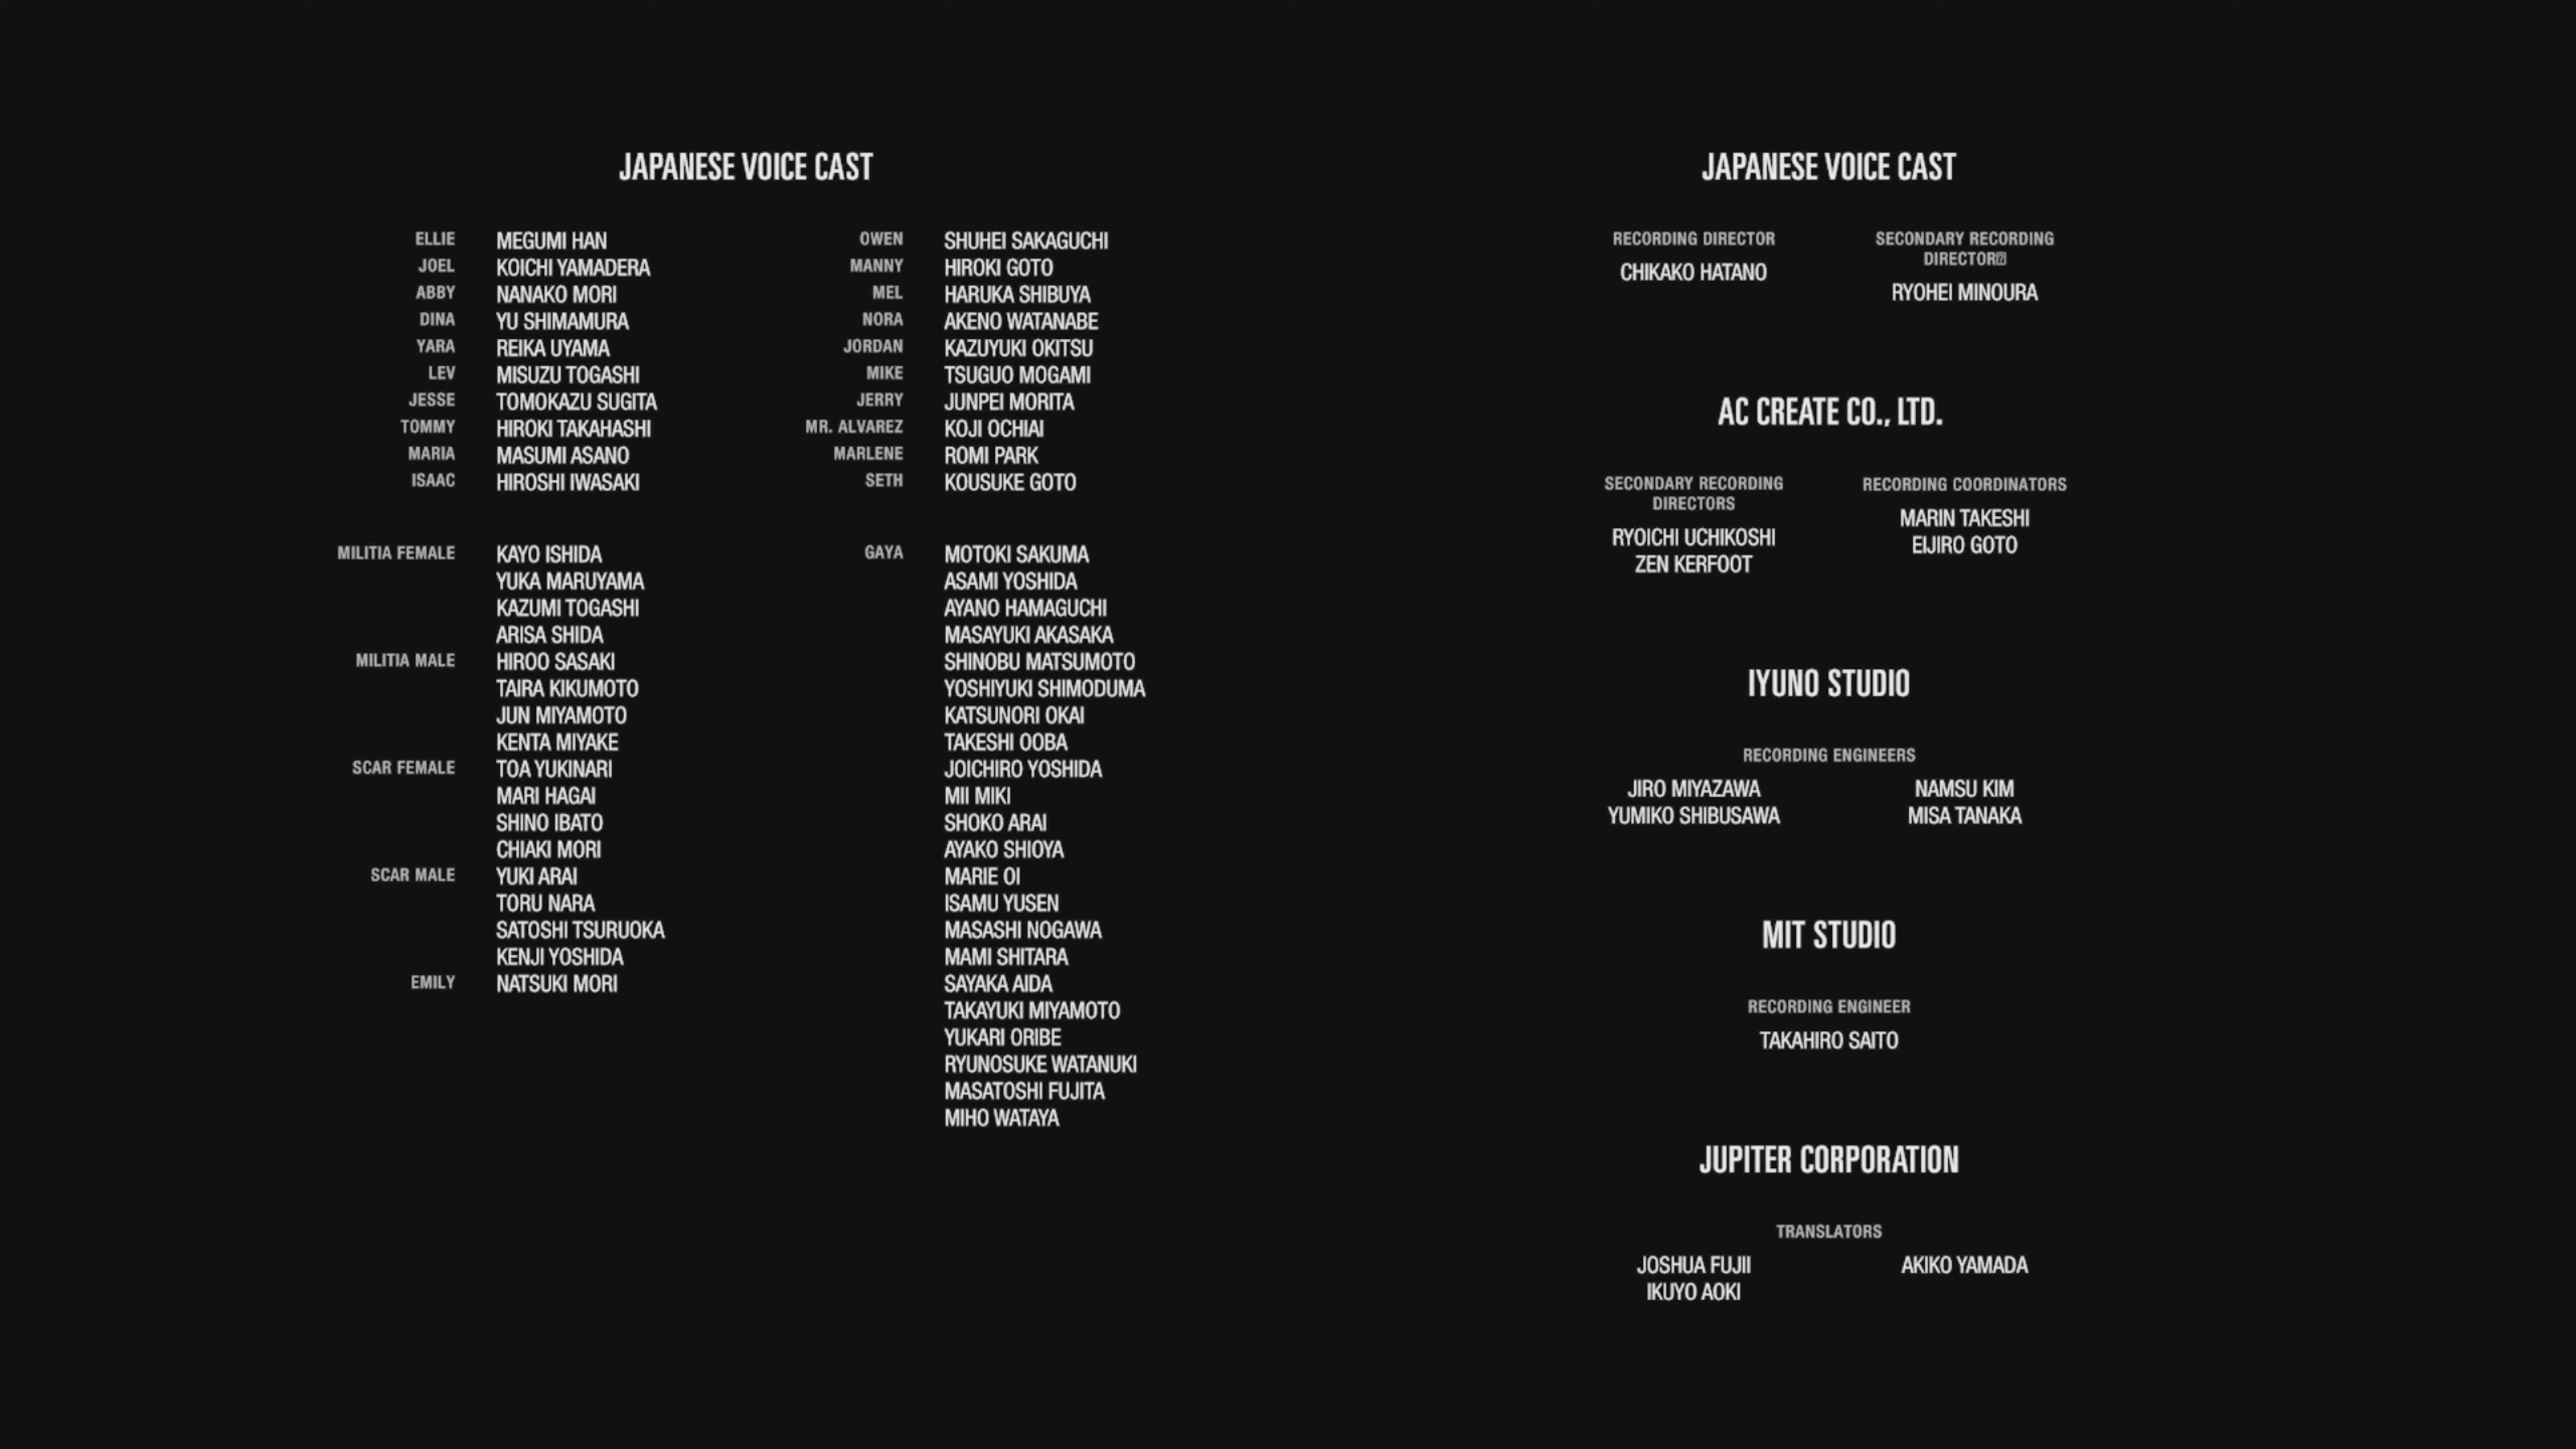 JAPANESE VOICE CAST
ELLIE MEGUMI HAN
JOEL KOICHI YAMADERA
ABBY NANAKO MORI
DINA YU SHIMAMURA
YARA REIKA UYAMA
LEV MISUZU TOGASHI
JESSE TOMOKAZU SUGITA
TOMMY HIROKI TAKAHASHI
MARIA MASUMI ASANO
ISAAC HIROSHI IWASAKI
OWEN SHUHEI SAKAGUCHI
MANNY HIROKI GOTO
MEL HARUKA SHIBUYA
NORA AKENO WATANABE
JORDAN KAZUYUKI OKITSU
MIKE TSUGUO MOGAMI
JERRY JUNPEI MORITA
MR. ALVAREZ KOJI OCHIAI
MARLENE ROMI PARK
SETH KOUSUKE GOTO
MILITIA FEMALE KAYO ISHIDA
YUKA MARUYAMA
KAZUMI TOGASHI
ARISA SHIDA
MILITIA MALE HIROO SASAKI
TAIRA KIKUMOTO
JUN MIYAMOTO
KENTA MIYAKE
SCAR FEMALE TOA YUKINARI
MARI HAGAI
SHINO IBATO
CHIAKI MORI
SCAR MALE YUKI ARAI
TORU NARA
SATOSHI TSURUOKA
KENJI YOSHIDA
EMILY NATSUKI MORI
GAYA MOTOKI SAKUMA
ASAMI YOSHIDA
AYANO HAMAGUCHI
MASAYUKI AKASAKA
SHINOBU MATSUMOTO
YOSHIYUKI SHIMODUMA
KATSUNORI OKAI
TAKESHI OOBA
JOICHIRO YOSHIDA
MII MIKI
SHOKO ARAI
AYAKO SHIOYA
MARIE OI
ISAMU YUSEN
MASASHI NOGAWA
MAMI SHITARA
SAYAKA AIDA
TAKAYUKI MIYAMOTO
YUKARI ORIBE
RYUNOSUKE WATANUKI
MASATOSHI FUJITA
MIHO WATAYA
JAPANESE VOICE CAST
RECORDING DIRECTOR
CHIKAKO HATANO
SECONDARY RECORDING
DIRECTOR
RYOHEI MINOURA
AC CREATE CO., LTD.
SECONDARY RECORDING
DIRECTORS
RYOICHI UCHIKOSHI
ZEN KERFOOT
RECORDING COORDINATORS
MARIN TAKESHI
EIJIRO GOTO
IYUNO STUDIO
RECORDING ENGINEERS
JIRO MIYAZAWA NAMSU KIM
YUMIKO SHIBUSAWA MISA TANAKA
MIT STUDIO
RECORDING ENGINEER
TAKAHIRO SAITO
JUPITER CORPORATION
TRANSLATORS
JOSHUA FUJII AKIKO YAMADA
IKUYO AOKI